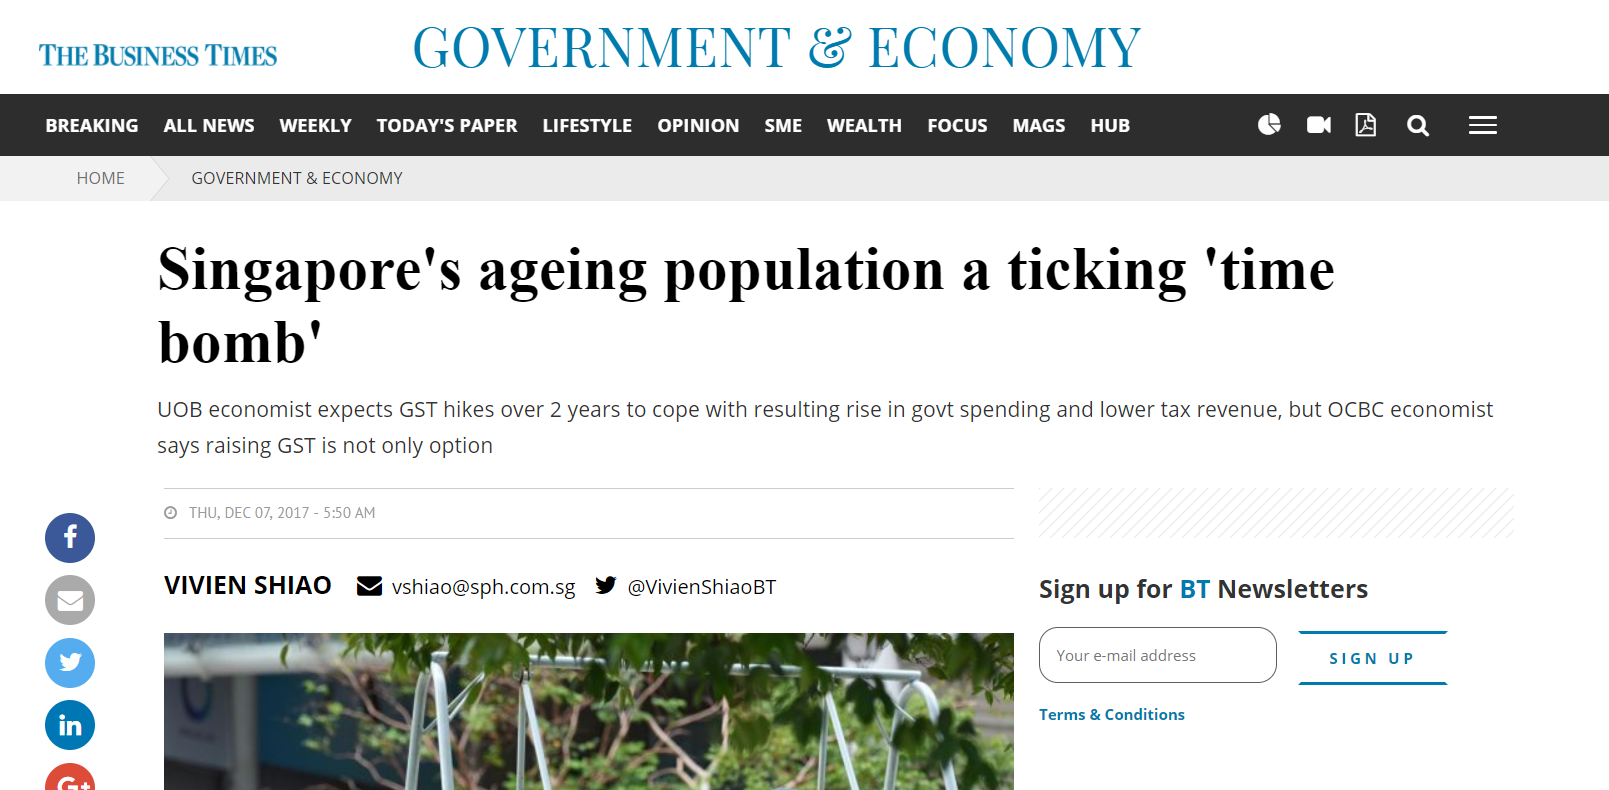 THE BUSINESS TIMES
GOVERNMENT & ECONOMY
BREAKING ALL NEWS WEEKLY TODAY'S PAPER LIFESTYLE OPINION SME WEALTH FOCUS MAGS HUB
HOME GOVERNMENT & ECONOMY
Singapore's ageing population a ticking 'time
bomb'
UOB economist expects GST hikes over 2 years to cope with resulting rise in govt spending and lower tax revenue, but OCBC economist
says raising GST is not only option
THU, DEC 07, 2017 - 5:50 AM
VIVIEN SHIAO vshiao@sph.com.sg @VivienShiaoBT
Sign up for BT Newsletters
Your e-mail address SIGN UP
Terms & Conditions
f
in
G+